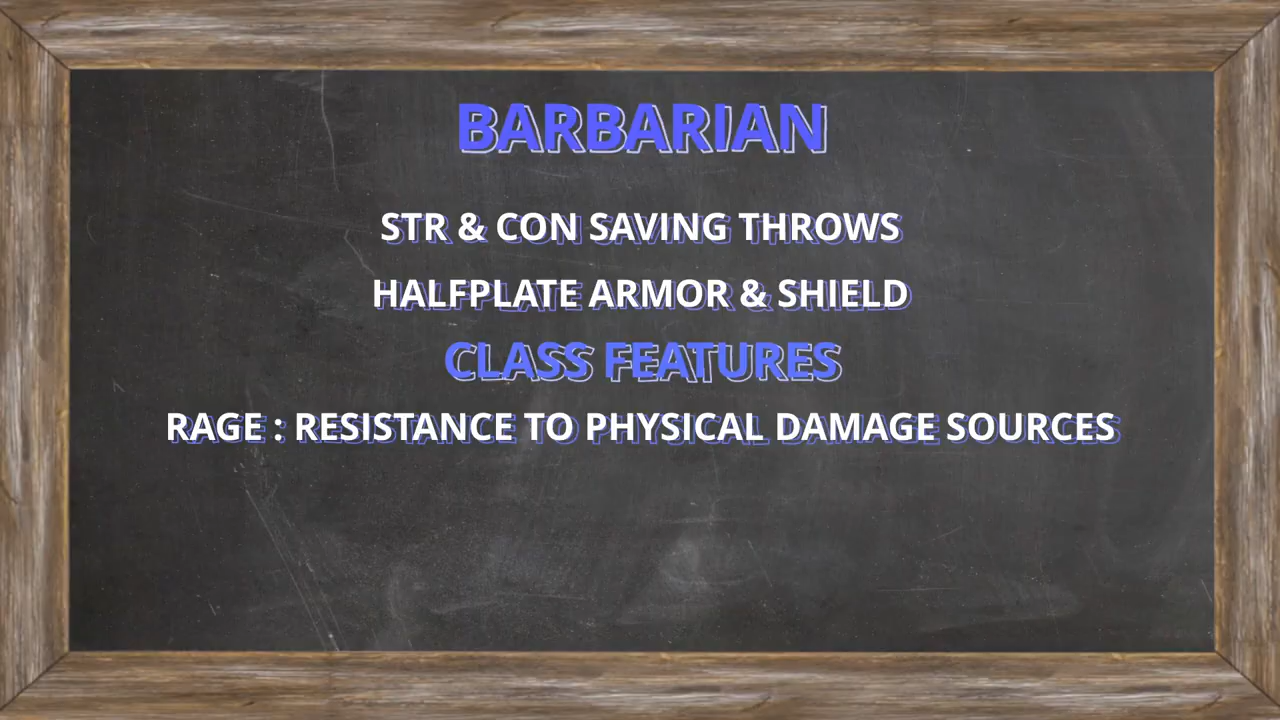 BARBARIAN
STR & CON SAVING THROWS
HALFPLATE ARMOR & SHIELD
CLASS FEATURES
RAGE : RESISTANCE TO PHYSICAL DAMAGE SOURCES